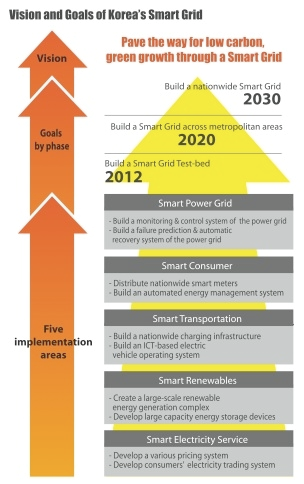 Vision and Goals of Korea's Smart Grid
Vision
Pave the way for low carbon,
green growth through a Smart Grid
Goals
by phase
Build a nationwide Smart Grid
2030
Build a Smart Grid across metropolitan areas
2020
Build a Smart Grid Test-bed
2012
Five
implementation
areas
Smart Power Grid
- Build a monitoring & control system of the power grid
- Build a failure prediction & automatic
recovery system of the power grid
Smart Consumer
- Distribute nationwide smart meters
- Build an automated energy management system
Smart Transportation
- Build a nationwide charging infrastructure
- Build an ICT-based electric
vehicle operating system
Smart Renewables
- Create a large-scale renewable
energy generation complex
- Develop large capacity energy storage devices
Smart Electricity Service
- Develop a various pricing system
- Develop consumers' electricity trading system